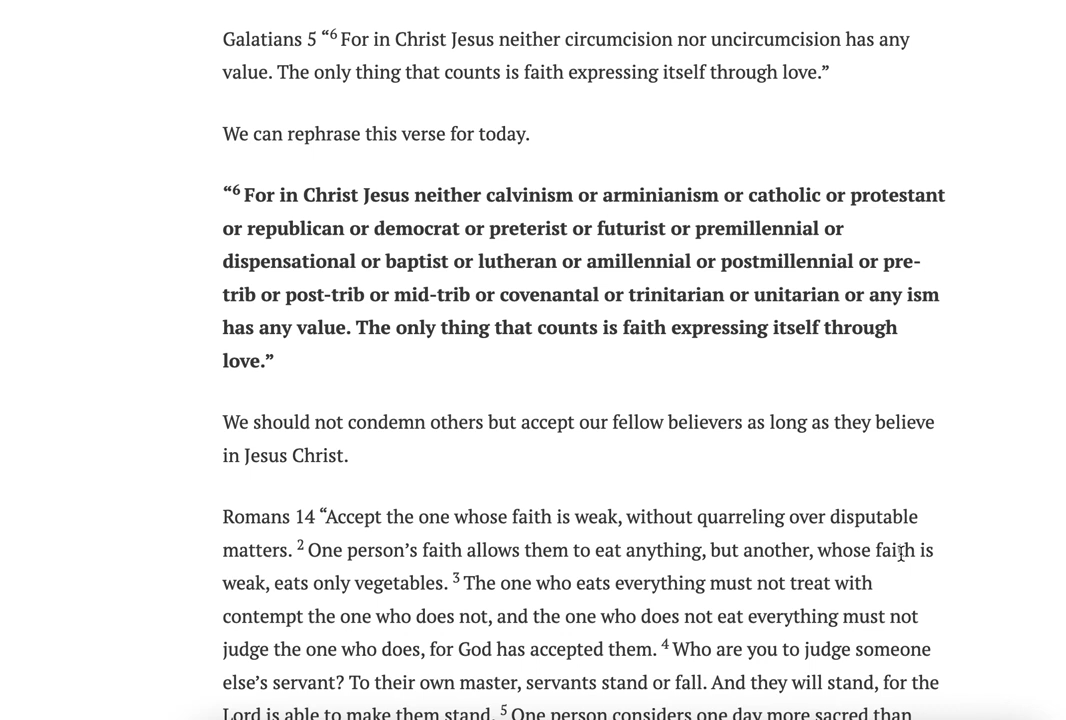 Galatians 5 “6 For in Christ Jesus neither circumcision nor uncircumcision has any
value. The only thing that counts is faith expressing itself through love.”
We can rephrase this verse for today.
“6 For in Christ Jesus neither calvinism or arminianism or catholic or protestant
or republican or democrat or preterist or futurist or premillennial or
dispensational or baptist or lutheran or amillennial or postmillennial or pre-
trib or post-trib or mid-trib or covenantal or trinitarian or unitarian or any ism
has any value. The only thing that counts is faith expressing itself through
love.”
We should not condemn others but accept our fellow believers as long as they believe
in Jesus Christ.
Romans 14 “Accept the one whose faith is weak, without quarreling over disputable
matters. 2 One person’s faith allows them to eat anything, but another, whose faith is
weak, eats only vegetables. 3 The one who eats everything must not treat with
contempt the one who does not, and the one who does not eat everything must not
judge the one who does, for God has accepted them. 4 Who are you to judge someone
else’s servant? To their own master, servants stand or fall. And they will stand, for the
Lord is able to make them stand. 5 One person considers one day more sacred than